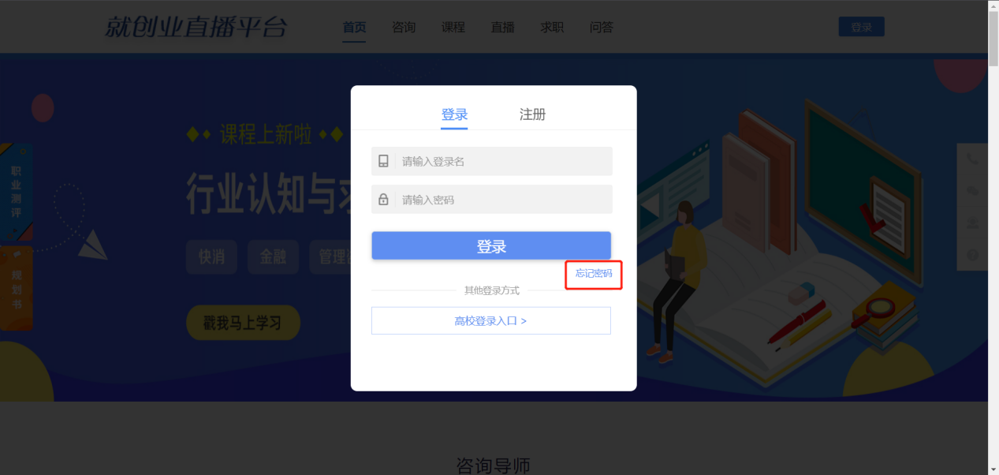 就创业直播平台
首页 咨询 课程 直播 求职 问答 登录
登录 注册
课程上新啦
请输入登录名
职业测评
行业认知与
请输入密码
登录
快消 金融 管理
忘记密码
规划书
其他登录方式
戳我马上学习
高校登录入口 >
咨询导师